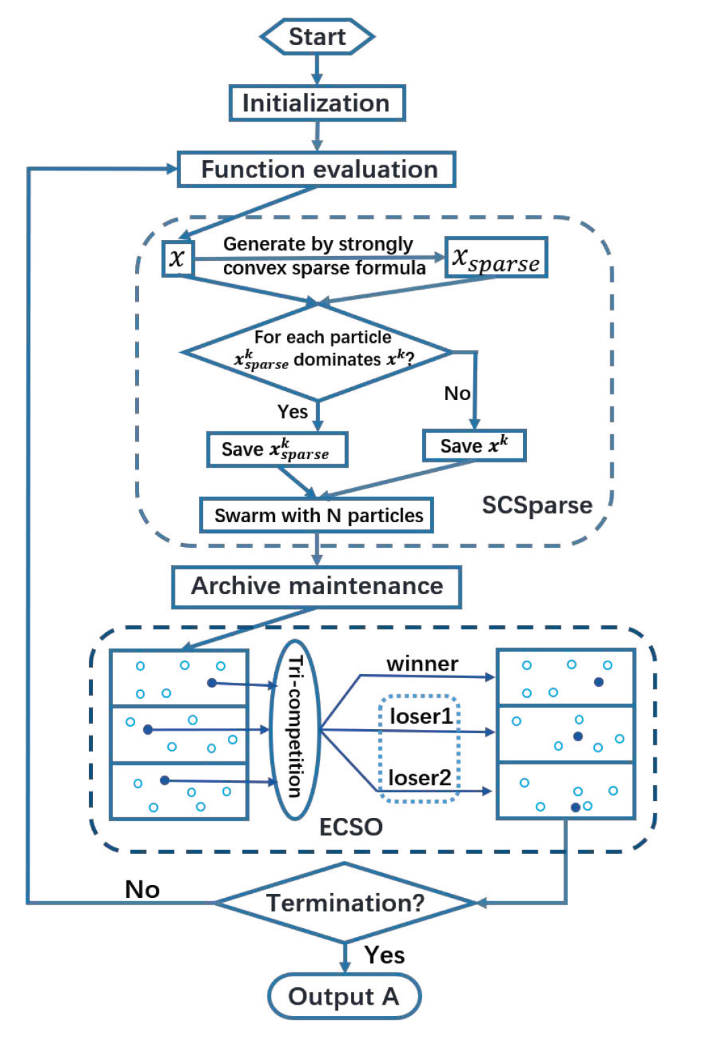 Start
Initialization
Function evaluation
x
Generate by strongly
convex sparse formula
x_{sparse}
For each particle
x^{k}_{sparse} dominates x^{k}?
No
Yes
Save x^{k}_{sparse}
Save x^{k}
Swarm with N particles
SCSparse
Archive maintenance
Tri-competition
winner
loser1
loser2
ECSO
No
Termination?
Yes
Output A